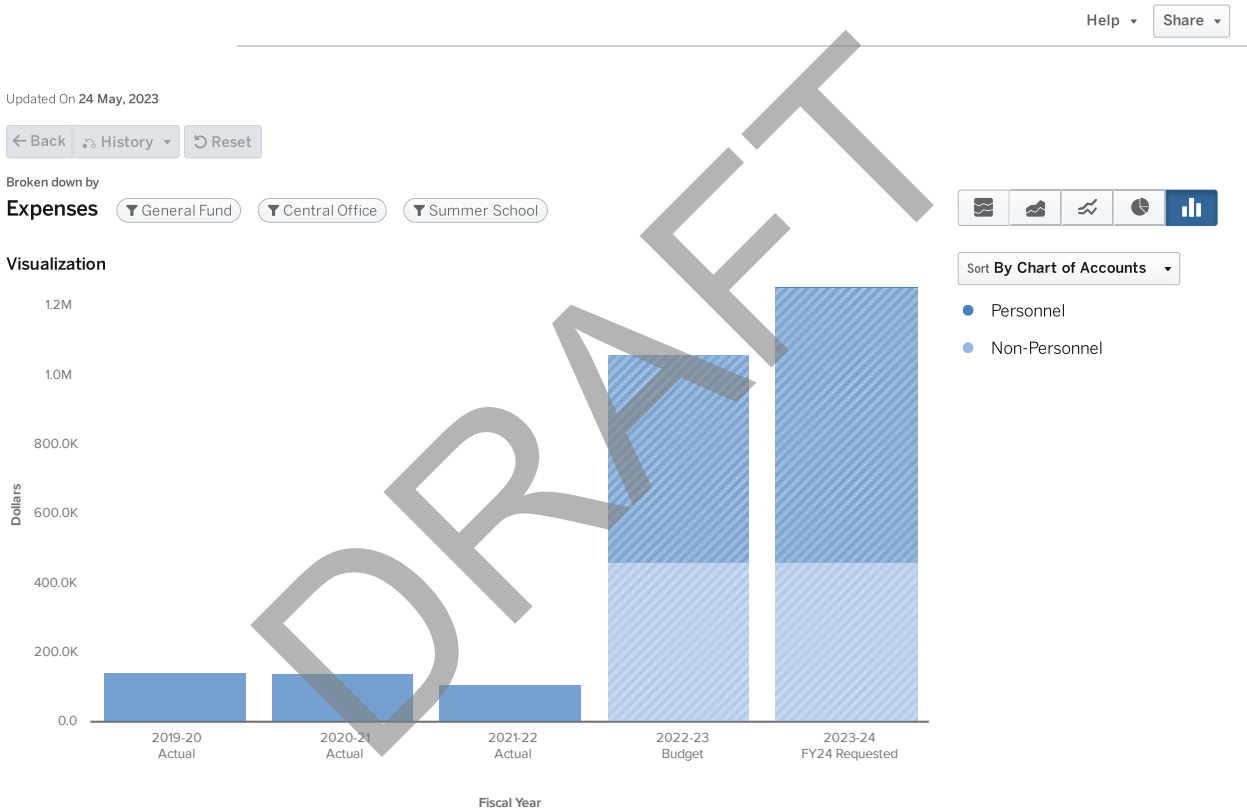 Help
Share
Updated On 24 May, 2023
Back
History
Reset
Broken down by
Expenses
General Fund
Central Office
Summer School
Visualization
Sort By Chart of Accounts
Personnel
Non-Personnel
1.2M
1.0M
800.0K
600.0K
400.0K
200.0K
0.0
Dollars
2019-20
Actual
2020-21
Actual
2021-22
Actual
2022-23
Budget
2023-24
FY24 Requested
Fiscal Year
DRAFT